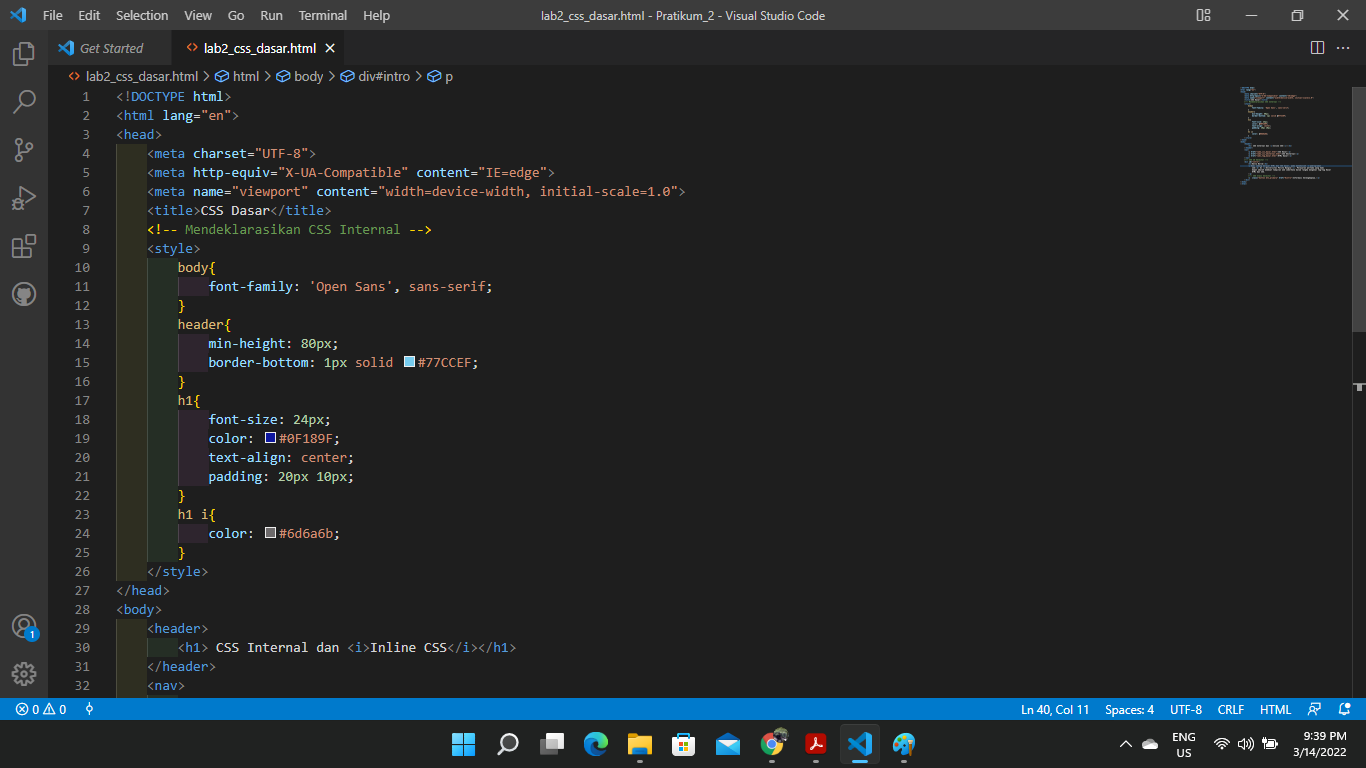 File Edit Selection View Go Run Terminal Help lab2_css_dasar.html - Pratikum_2 - Visual Studio Code
Get Started lab2_css_dasar.html
lab2_css_dasar.html > html > body > div#intro > p
1 <!DOCTYPE html>
2 <html lang="en">
3 <head>
4 <meta charset="UTF-8">
5 <meta http-equiv="X-UA-Compatible" content="IE=edge">
6 <meta name="viewport" content="width=device-width, initial-scale=1.0">
7 <title>CSS Dasar</title>
8 <!-- Mendeklarasikan CSS Internal -->
9 <style>
10 body{
11 font-family: 'Open Sans', sans-serif;
12 }
13 header{
14 min-height: 80px;
15 border-bottom: 1px solid #77CCEF;
16 }
17 h1{
18 font-size: 24px;
19 color: #0F189F;
20 text-align: center;
21 padding: 20px 10px;
22 }
23 h1 i{
24 color: #6d6a6b;
25 }
26 </style>
27 </head>
28 <body>
29 <header>
30 <h1> CSS Internal dan <i>Inline CSS</i></h1>
31 </header>
32 <nav>
1
0 0 Ln 40, Col 11 Spaces: 4 UTF-8 CRLF HTML
ENG 9:39 PM
US 3/14/2022